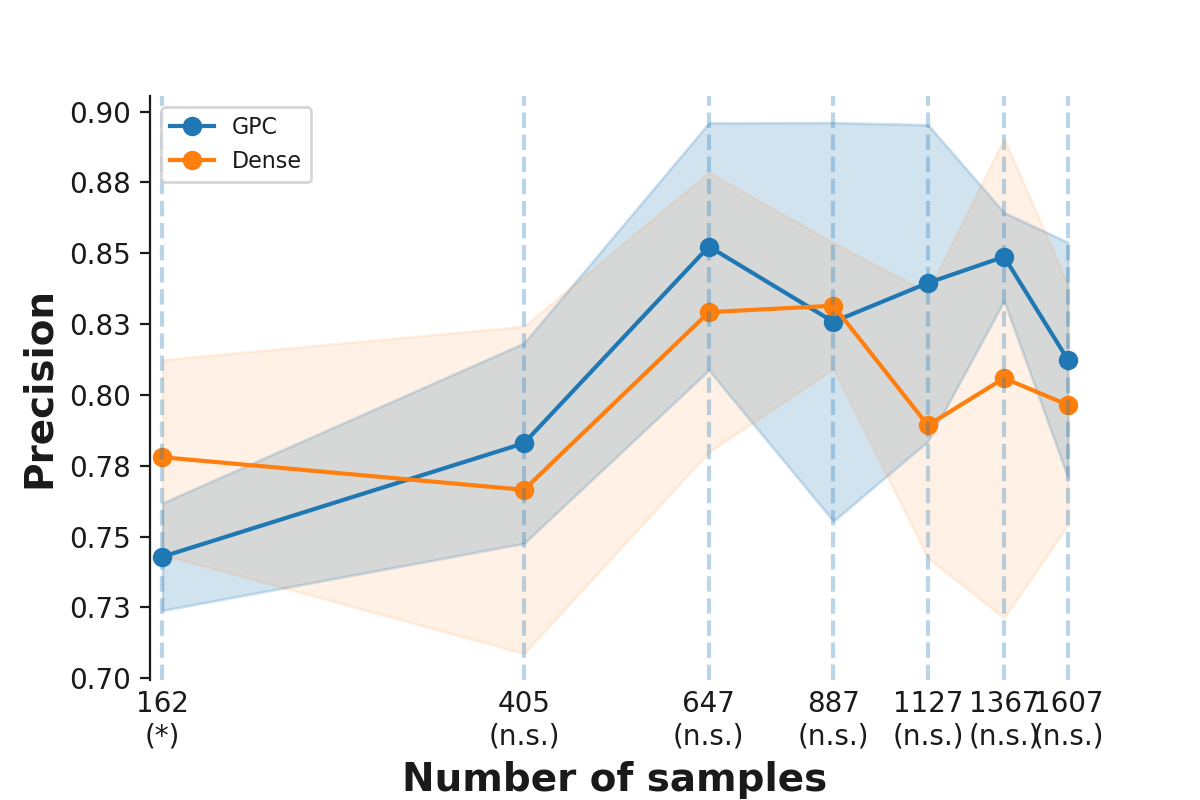 GPC
Dense
Precision
0.90
0.88
0.85
0.83
0.80
0.78
0.75
0.73
0.70
162 405 647 887 1127 1367 1607
(*) (n.s.) (n.s.) (n.s.) (n.s.) (n.s.) (n.s.)
Number of samples